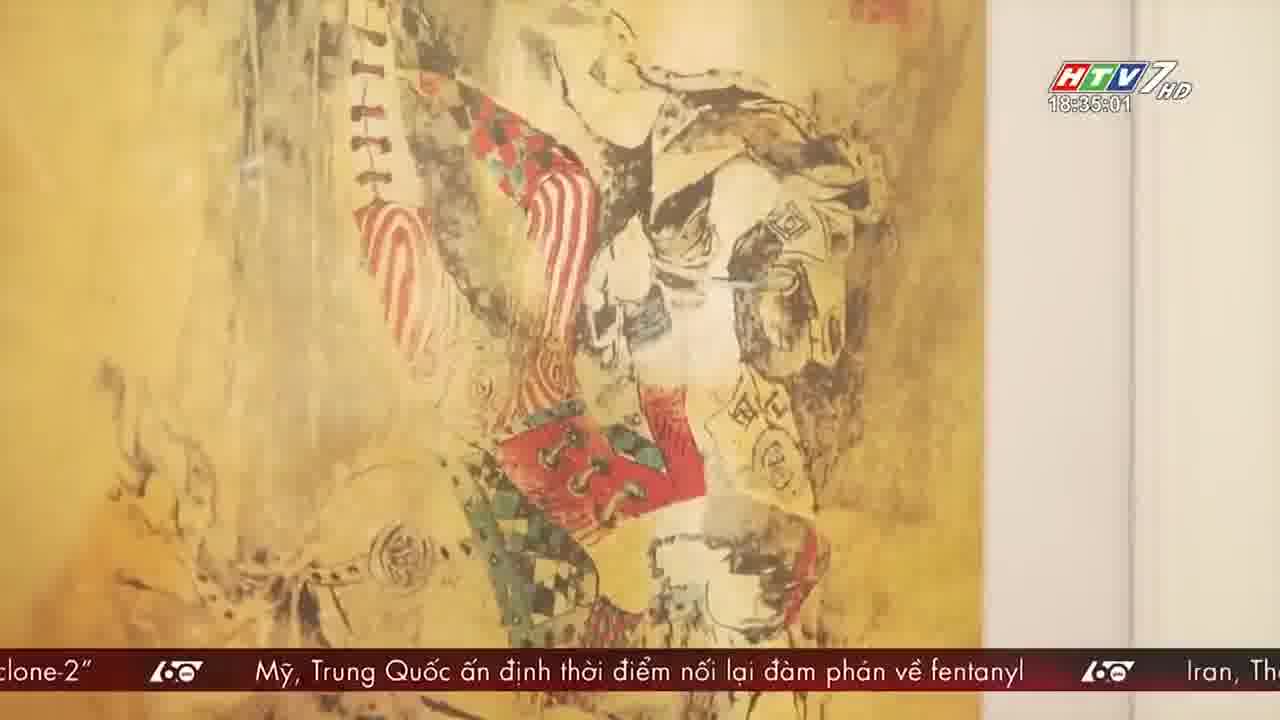 HTV7 HD
18:35:01
clone-2” 60 Mỹ, Trung Quốc ấn định thời điểm nối lại đàm phán về fentanyl 60 Iran, Th